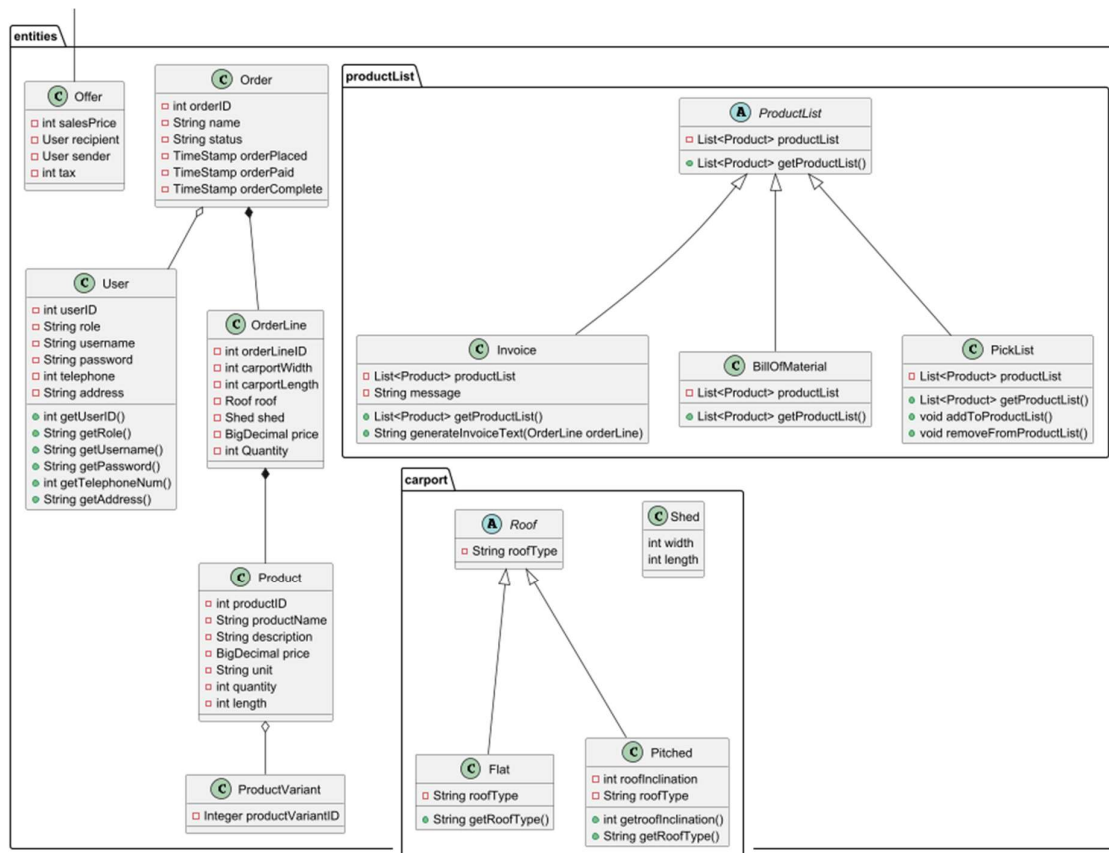 entities
C Offer
int salesPrice
User recipient
User sender
int tax
C Order
int orderID
String name
String status
TimeStamp orderPlaced
TimeStamp orderPaid
TimeStamp orderComplete
C User
int userID
String role
String username
String password
int telephone
String address
int getUserID()
String getRole()
String getUsername()
String getPassword()
int getTelephoneNum()
String getAddress()
C OrderLine
int orderLineID
int carportWidth
int carportLength
Roof roof
Shed shed
BigDecimal price
int Quantity
C Product
int productID
String productName
String description
BigDecimal price
String unit
int quantity
int length
C ProductVariant
Integer productVariantID
productList
A ProductList
List<Product> productList
List<Product> getProductList()
C Invoice
List<Product> productList
String message
List<Product> getProductList()
String generateInvoiceText(OrderLine orderLine)
C BillOfMaterial
List<Product> productList
List<Product> getProductList()
C PickList
List<Product> productList
List<Product> getProductList()
void addToProductList()
void removeFromProductList()
carport
A Roof
String roofType
C Shed
int width
int length
C Flat
String roofType
String getRoofType()
C Pitched
int roofInclination
String roofType
int getroofInclination()
String getRoofType()